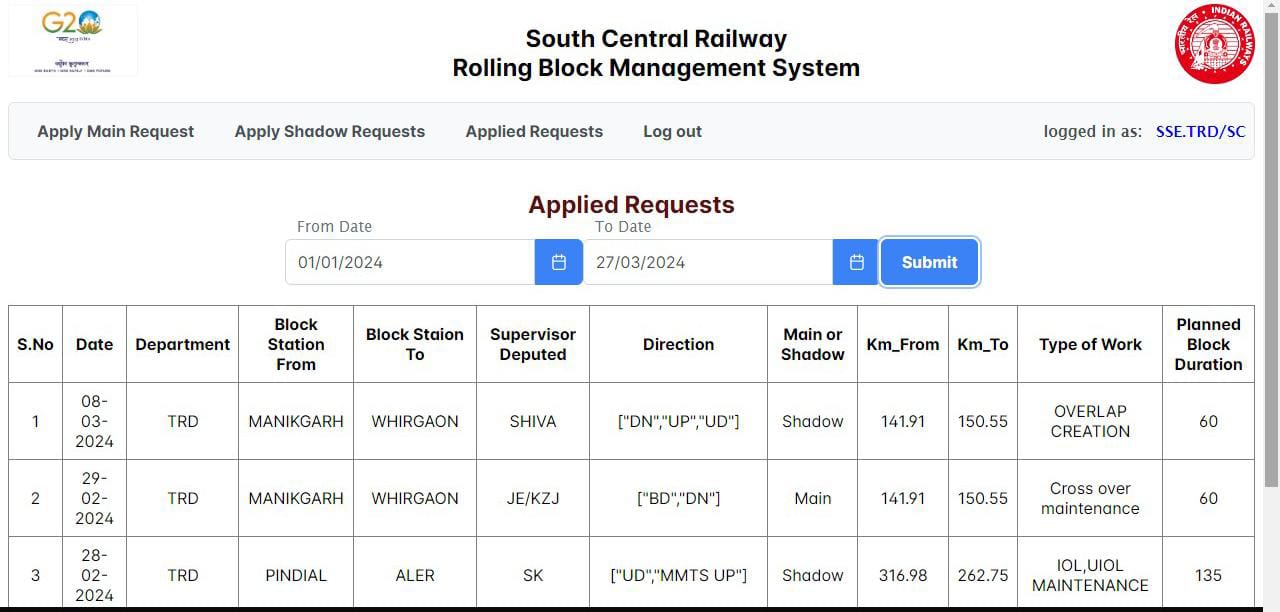 G20
South Central Railway
Rolling Block Management System
INDIAN RAILWAYS
भारतीय रेल
Apply Main Request Apply Shadow Requests Applied Requests Log out logged in as: SSE.TRD/SC
Applied Requests
From Date To Date
01/01/2024 27/03/2024 Submit
S.No Date Department Block Station From Block Staion To Supervisor Deputed Direction Main or Shadow Km_From Km_To Type of Work Planned Block Duration
1 08-03-2024 TRD MANIKGARH WHIRGAON SHIVA ["DN","UP","UD"] Shadow 141.91 150.55 OVERLAP CREATION 60
2 29-02-2024 TRD MANIKGARH WHIRGAON JE/KZJ ["BD","DN"] Main 141.91 150.55 Cross over maintenance 60
3 28-02-2024 TRD PINDIAL ALER SK ["UD","MMTS UP"] Shadow 316.98 262.75 IOL,UIOL MAINTENANCE 135